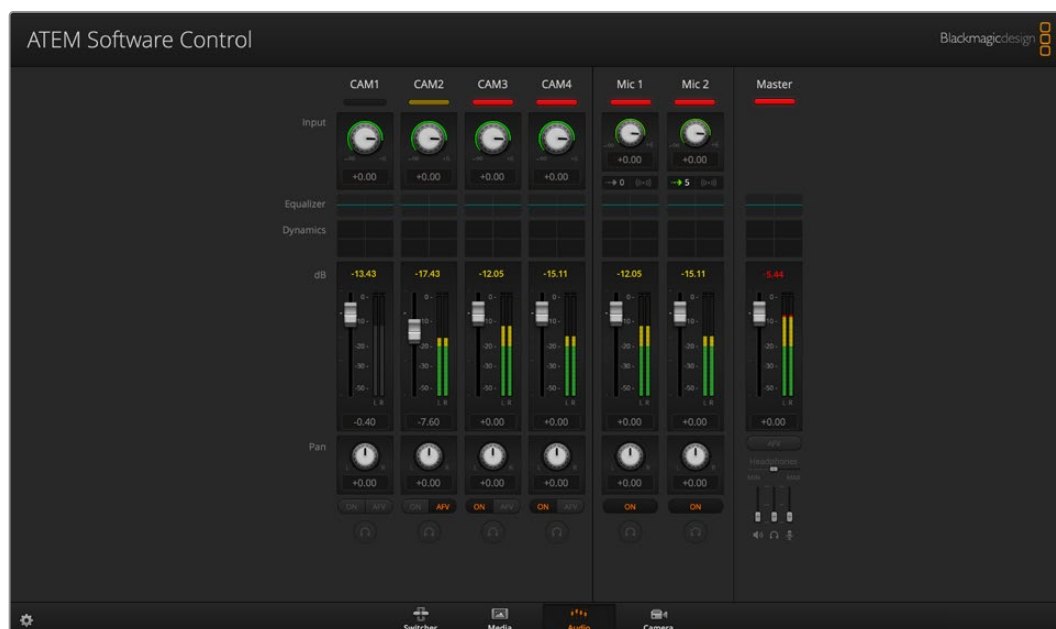 ATEM Software Control
Blackmagicdesign
CAM1 CAM2 CAM3 CAM4 Mic 1 Mic 2 Master
Input
+0.00 +0.00 +0.00 +0.00 +0.00 +0.00
0 5
Equalizer
Dynamics
dB -13.43 -17.43 -12.05 -15.11 -12.05 -15.11 -5.44
L R L R L R L R L R L R L R
-0.40 -7.60 +0.00 +0.00 +0.00 +0.00 +0.00
Pan
L R L R L R L R L R L R
+0.00 +0.00 +0.00 +0.00 +0.00 +0.00
AFV
Headphones
ON AFV ON AFV ON AFV ON AFV ON ON
Switcher Media Audio Camera